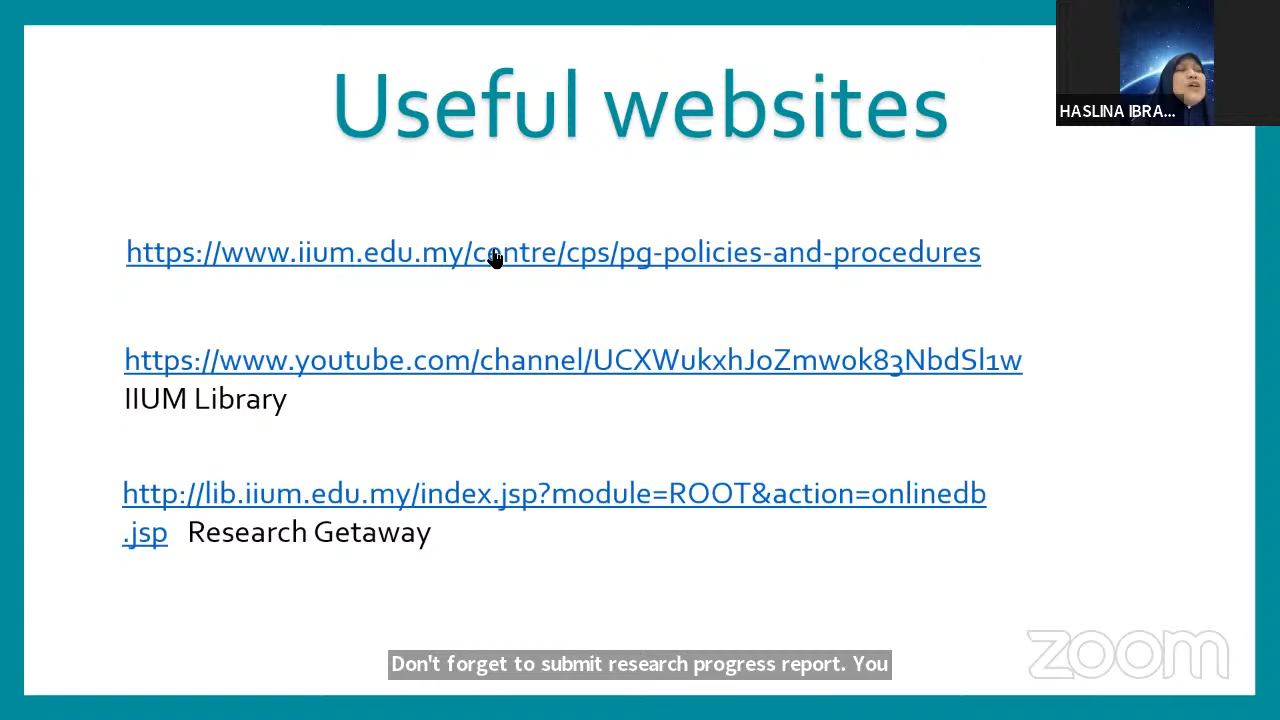 Useful websites
HASLINA IBRA...
https://www.iium.edu.my/centre/cps/pg-policies-and-procedures
https://www.youtube.com/channel/UCXWukxhJoZmwok83NbdSl1w
IIUM Library
http://lib.iium.edu.my/index.jsp?module=ROOT&action=onlinedb
.jsp Research Getaway
Don't forget to submit research progress report. You
zoom